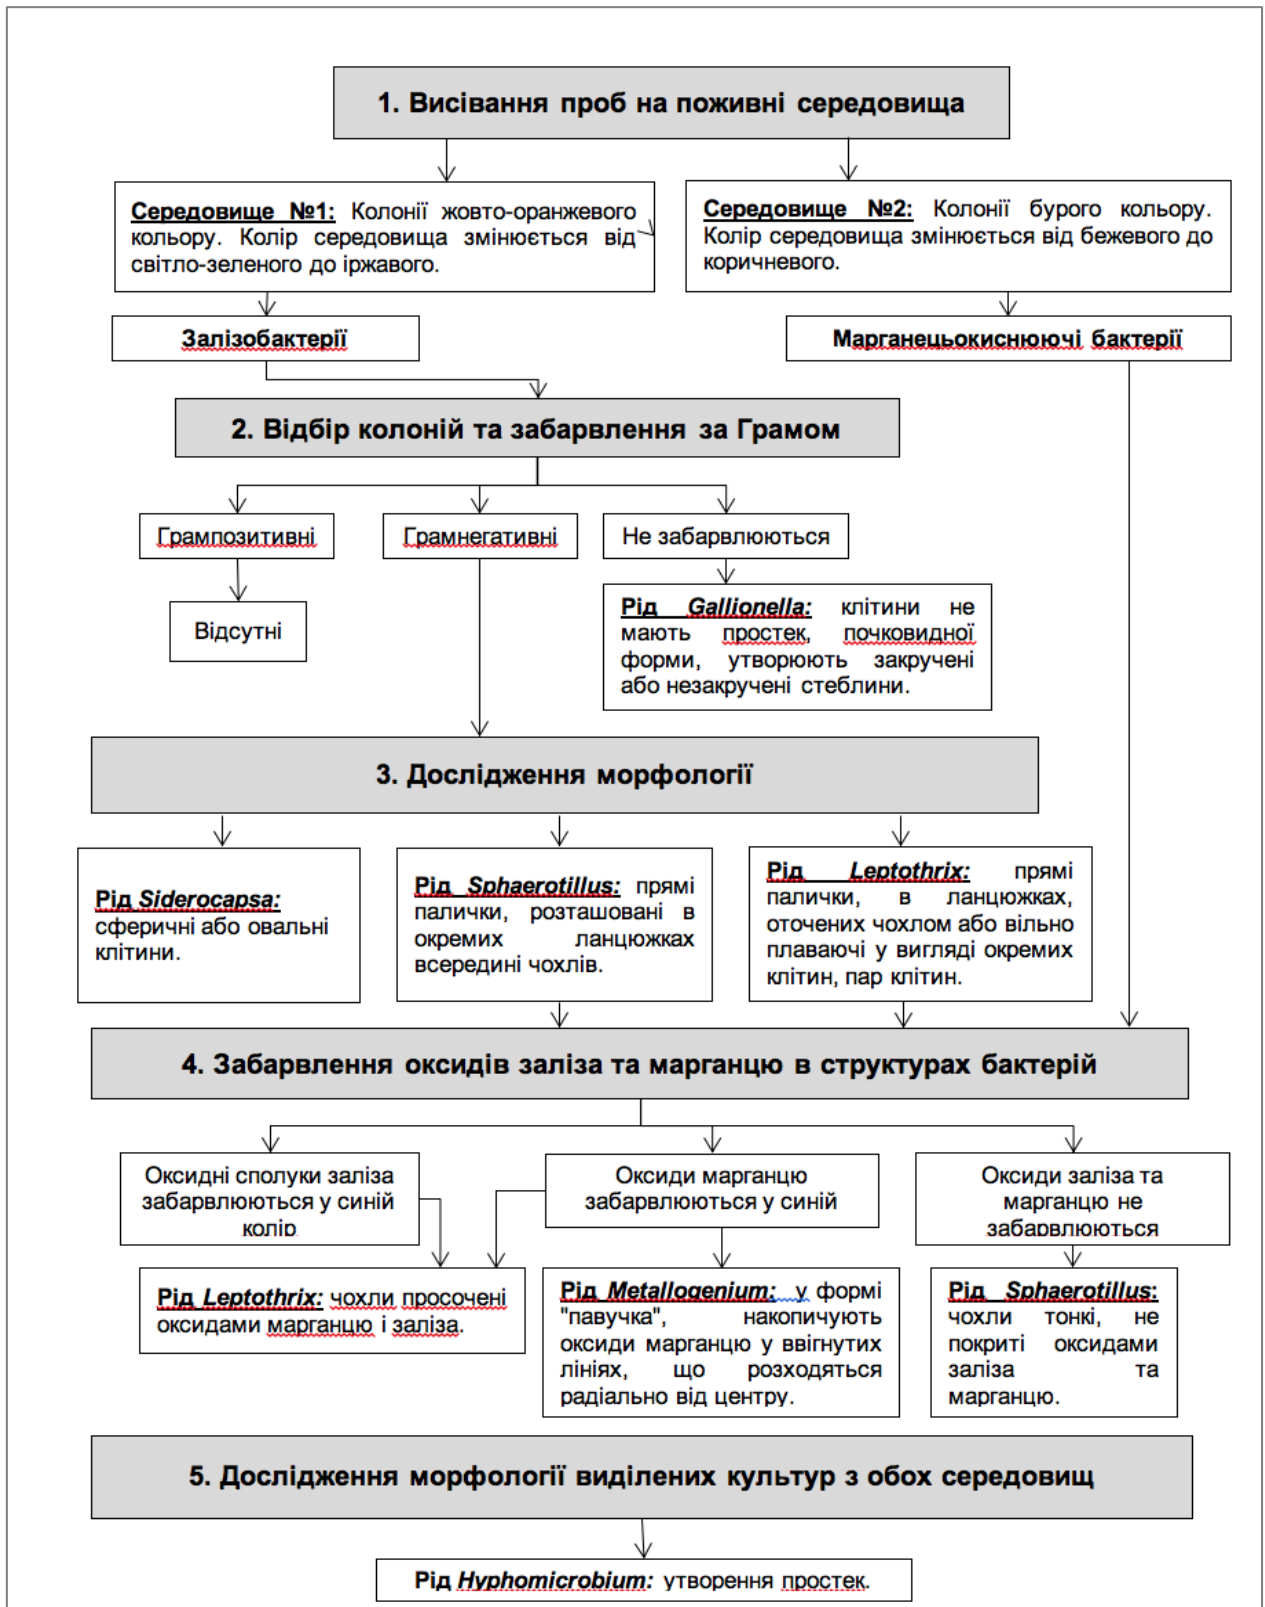 1. Висівання проб на поживні середовища
Середовище №1: Колонії жовто-оранжевого
кольору. Колір середовища змінюється від
світло-зеленого до іржавого.
Середовище №2: Колонії бурого кольору.
Колір середовища змінюється від бежевого до
коричневого.
Залізобактерії
Марганецьокиснюючі бактерії
2. Відбір колоній та забарвлення за Грамом
Грампозитивні
Грамнегативні
Не забарвлюються
Відсутні
Рід Gallionella: клітини не
мають простек, почковидної
форми, утворюють закручені
або незакручені стеблини.
3. Дослідження морфології
Рід Siderocapsa:
сферичні або овальні
клітини.
Рід Sphaerotillus: прямі
палички, розташовані в
окремих ланцюжках
всередині чохлів.
Рід Leptothrix: прямі
палички, в ланцюжках,
оточених чохлом або вільно
плаваючі у вигляді окремих
клітин, пар клітин.
4. Забарвлення оксидів заліза та марганцю в структурах бактерій
Оксидні сполуки заліза
забарвлюються у синій
колір.
Оксиди марганцю
забарвлюються у синій
Оксиди заліза та
марганцю не
забарвлюються
Рід Leptothrix: чохли просочені
оксидами марганцю і заліза.
Рід Metallogenium: у формі
"павучка", накопичують
оксиди марганцю у ввігнутих
лініях, що розходяться
радіально від центру.
Рід Sphaerotillus:
чохли тонкі, не
покриті оксидами
заліза та
марганцю.
5. Дослідження морфології виділених культур з обох середовищ
Рід Hyphomicrobium: утворення простек.